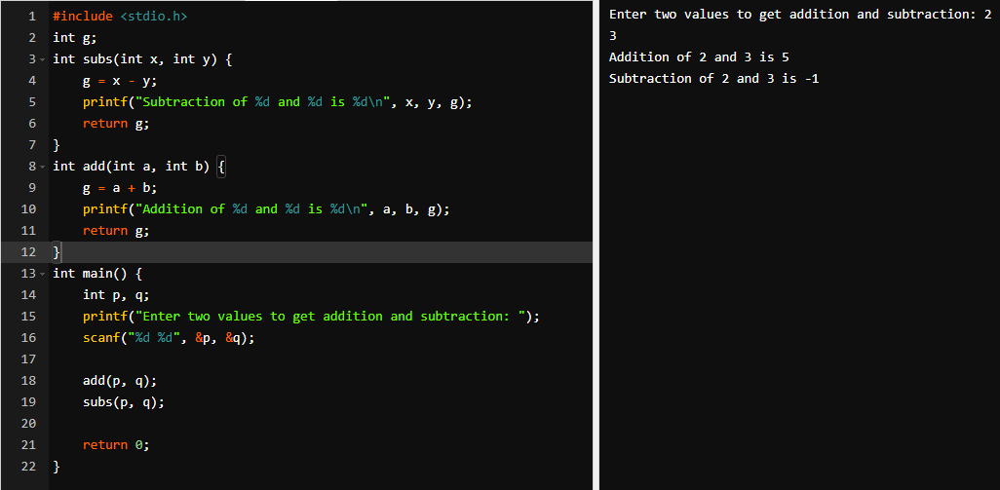 1 #include <stdio.h>
2 int g;
3 int subs(int x, int y) {
4 g = x - y;
5 printf("Subtraction of %d and %d is %d\n", x, y, g);
6 return g;
7 }
8 int add(int a, int b) {
9 g = a + b;
10 printf("Addition of %d and %d is %d\n", a, b, g);
11 return g;
12 }
13 int main() {
14 int p, q;
15 printf("Enter two values to get addition and subtraction: ");
16 scanf("%d %d", &p, &q);
17
18 add(p, q);
19 subs(p, q);
20
21 return 0;
22 }
Enter two values to get addition and subtraction: 2
3
Addition of 2 and 3 is 5
Subtraction of 2 and 3 is -1